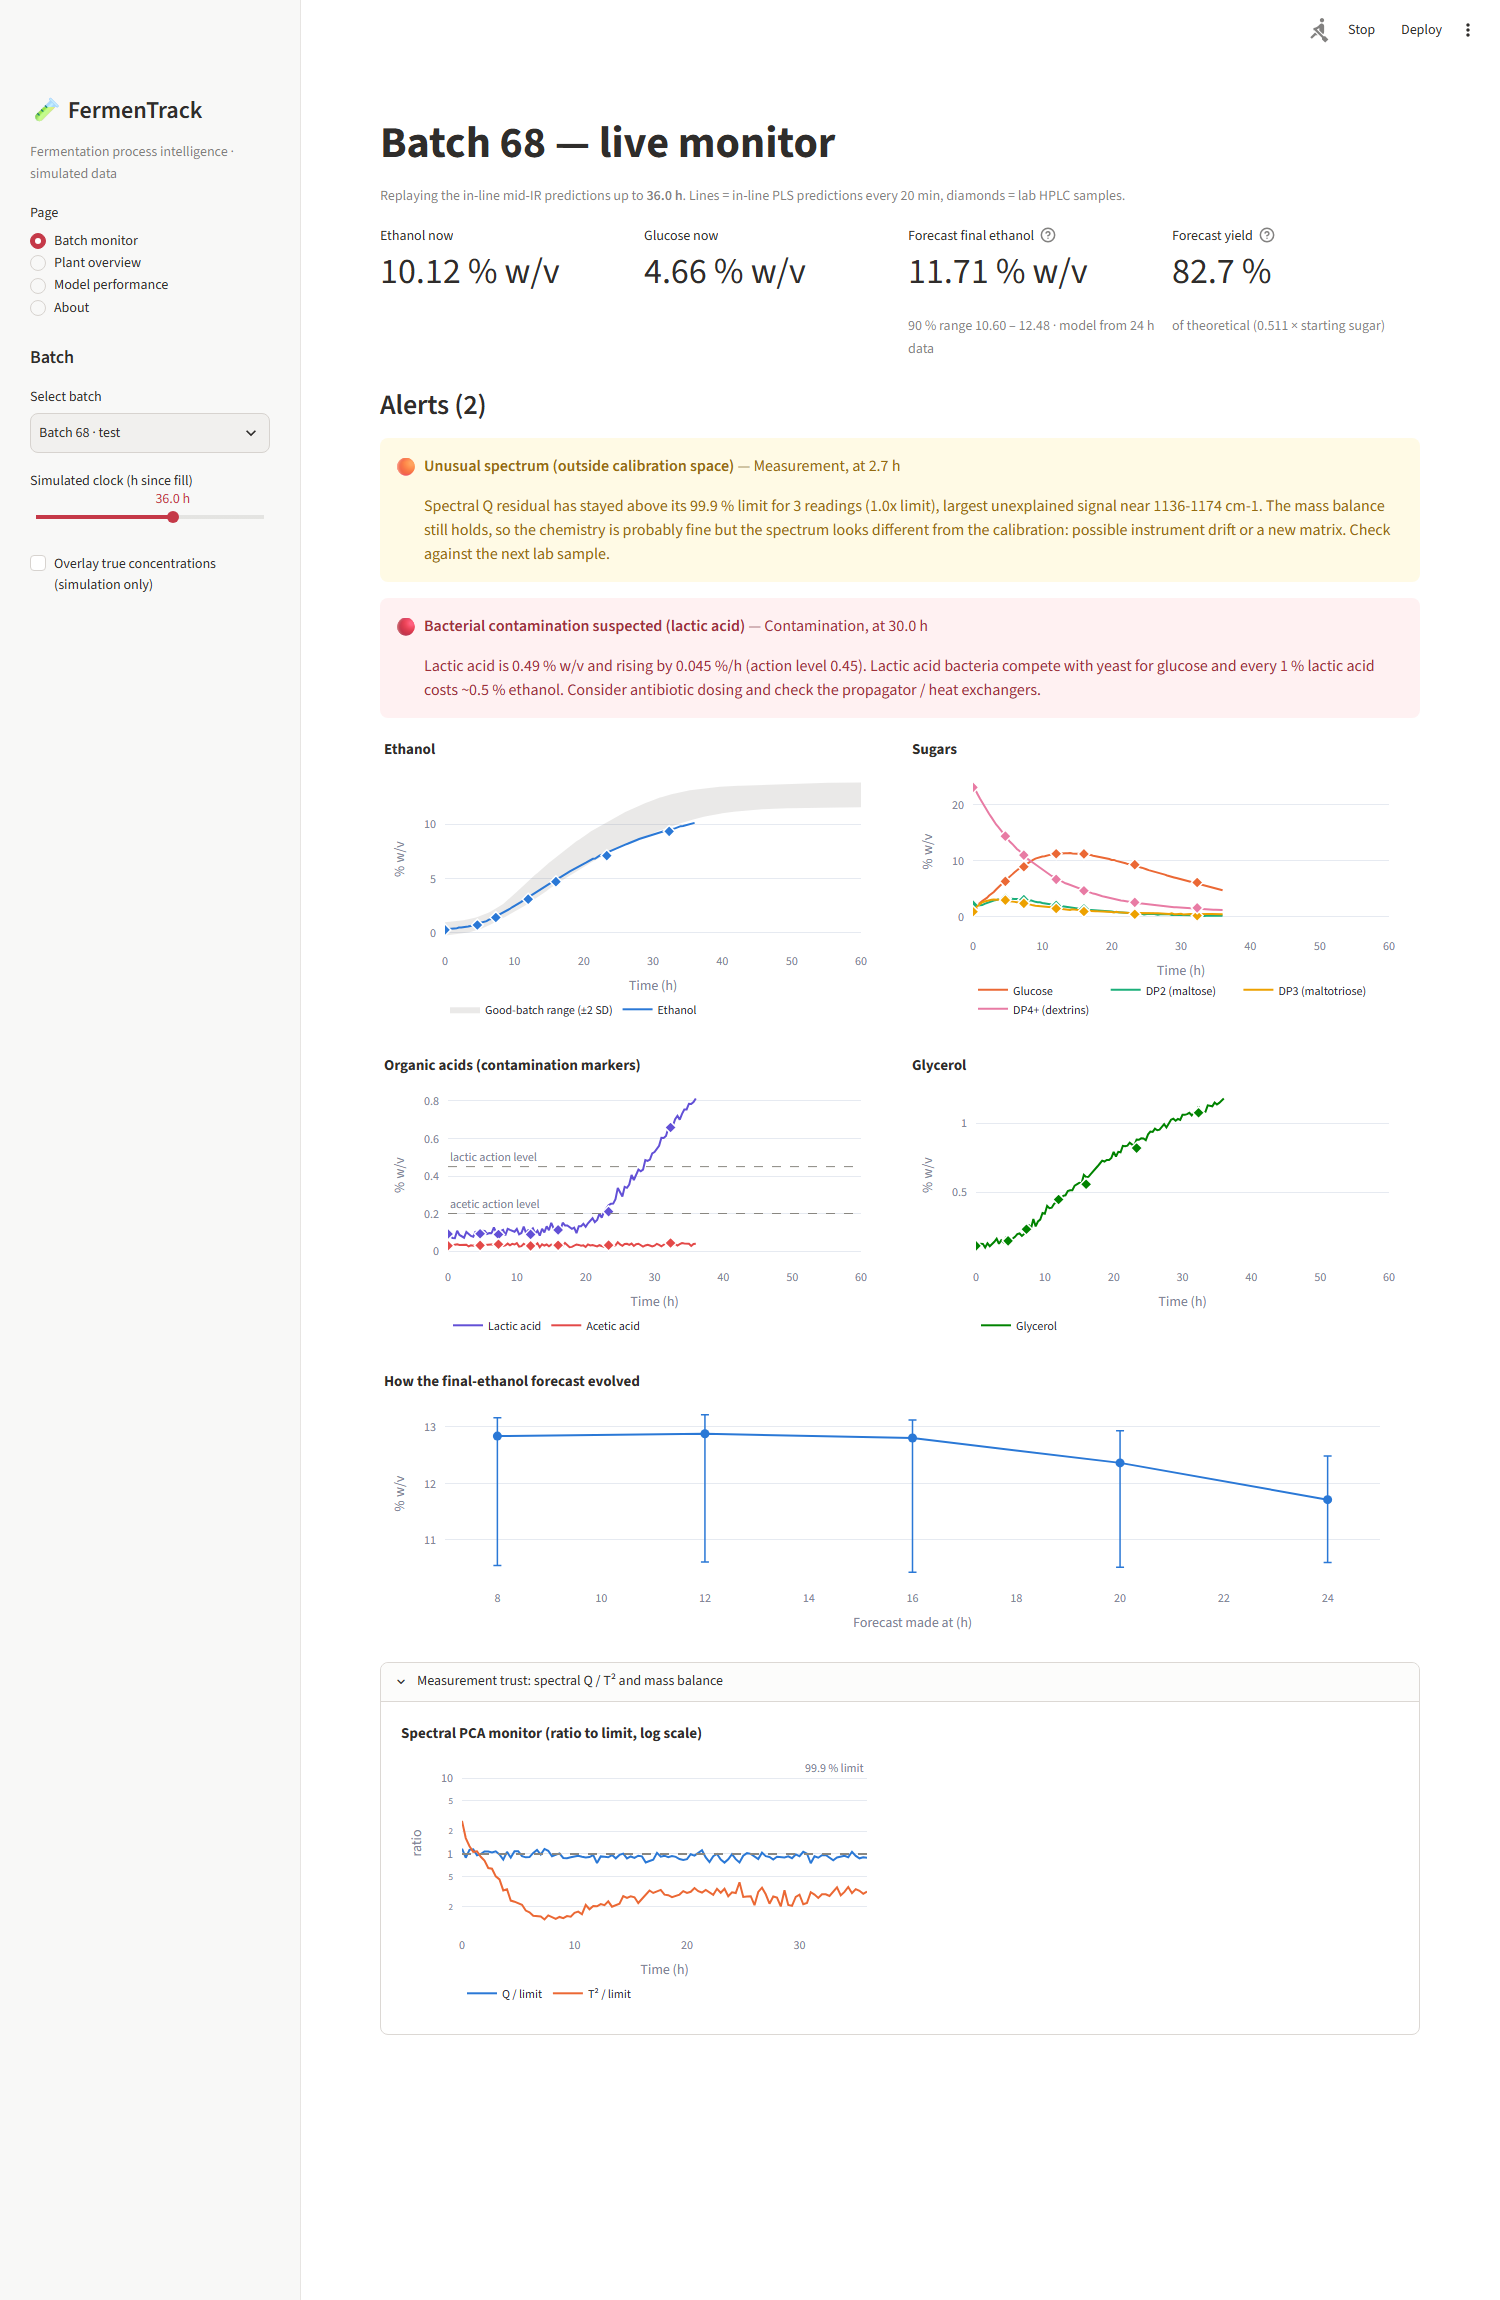 Stop
Deploy
FermenTrack
Fermentation process intelligence ·
simulated data
Page
Batch monitor
Plant overview
Model performance
About
Batch
Select batch
Batch 68 · test
Simulated clock (h since fill)
36.0 h
Overlay true concentrations
(simulation only)
Batch 68 — live monitor
Replaying the in-line mid-IR predictions up to 36.0 h. Lines = in-line PLS predictions every 20 min, diamonds = lab HPLC samples.
Ethanol now
10.12 % w/v
Glucose now
4.66 % w/v
Forecast final ethanol
11.71 % w/v
90 % range 10.60 – 12.48 · model from 24 h
data
Forecast yield
82.7 %
of theoretical (0.511 × starting sugar)
Alerts (2)
Unusual spectrum (outside calibration space) — Measurement, at 2.7 h
Spectral Q residual has stayed above its 99.9 % limit for 3 readings (1.0x limit), largest unexplained signal near 1136-1174 cm-1. The mass balance
still holds, so the chemistry is probably fine but the spectrum looks different from the calibration: possible instrument drift or a new matrix. Check
against the next lab sample.
Bacterial contamination suspected (lactic acid) — Contamination, at 30.0 h
Lactic acid is 0.49 % w/v and rising by 0.045 %/h (action level 0.45). Lactic acid bacteria compete with yeast for glucose and every 1 % lactic acid
costs ~0.5 % ethanol. Consider antibiotic dosing and check the propagator / heat exchangers.
Ethanol
% w/v
10
5
0
0 10 20 30 40 50 60
Time (h)
Good-batch range (±2 SD) Ethanol
Sugars
% w/v
20
10
0
0 10 20 30 40 50 60
Time (h)
Glucose DP2 (maltose) DP3 (maltotriose)
DP4+ (dextrins)
Organic acids (contamination markers)
% w/v
0.8
0.6
lactic action level
0.4
acetic action level
0.2
0
0 10 20 30 40 50 60
Time (h)
Lactic acid Acetic acid
Glycerol
% w/v
1
0.5
0 10 20 30 40 50 60
Time (h)
Glycerol
How the final-ethanol forecast evolved
% w/v
13
12
11
8 10 12 14 16 18 20 22 24
Forecast made at (h)
Measurement trust: spectral Q / T² and mass balance
Spectral PCA monitor (ratio to limit, log scale)
99.9 % limit
ratio
10
5
2
1
5
2
0 10 20 30
Time (h)
Q / limit T² / limit